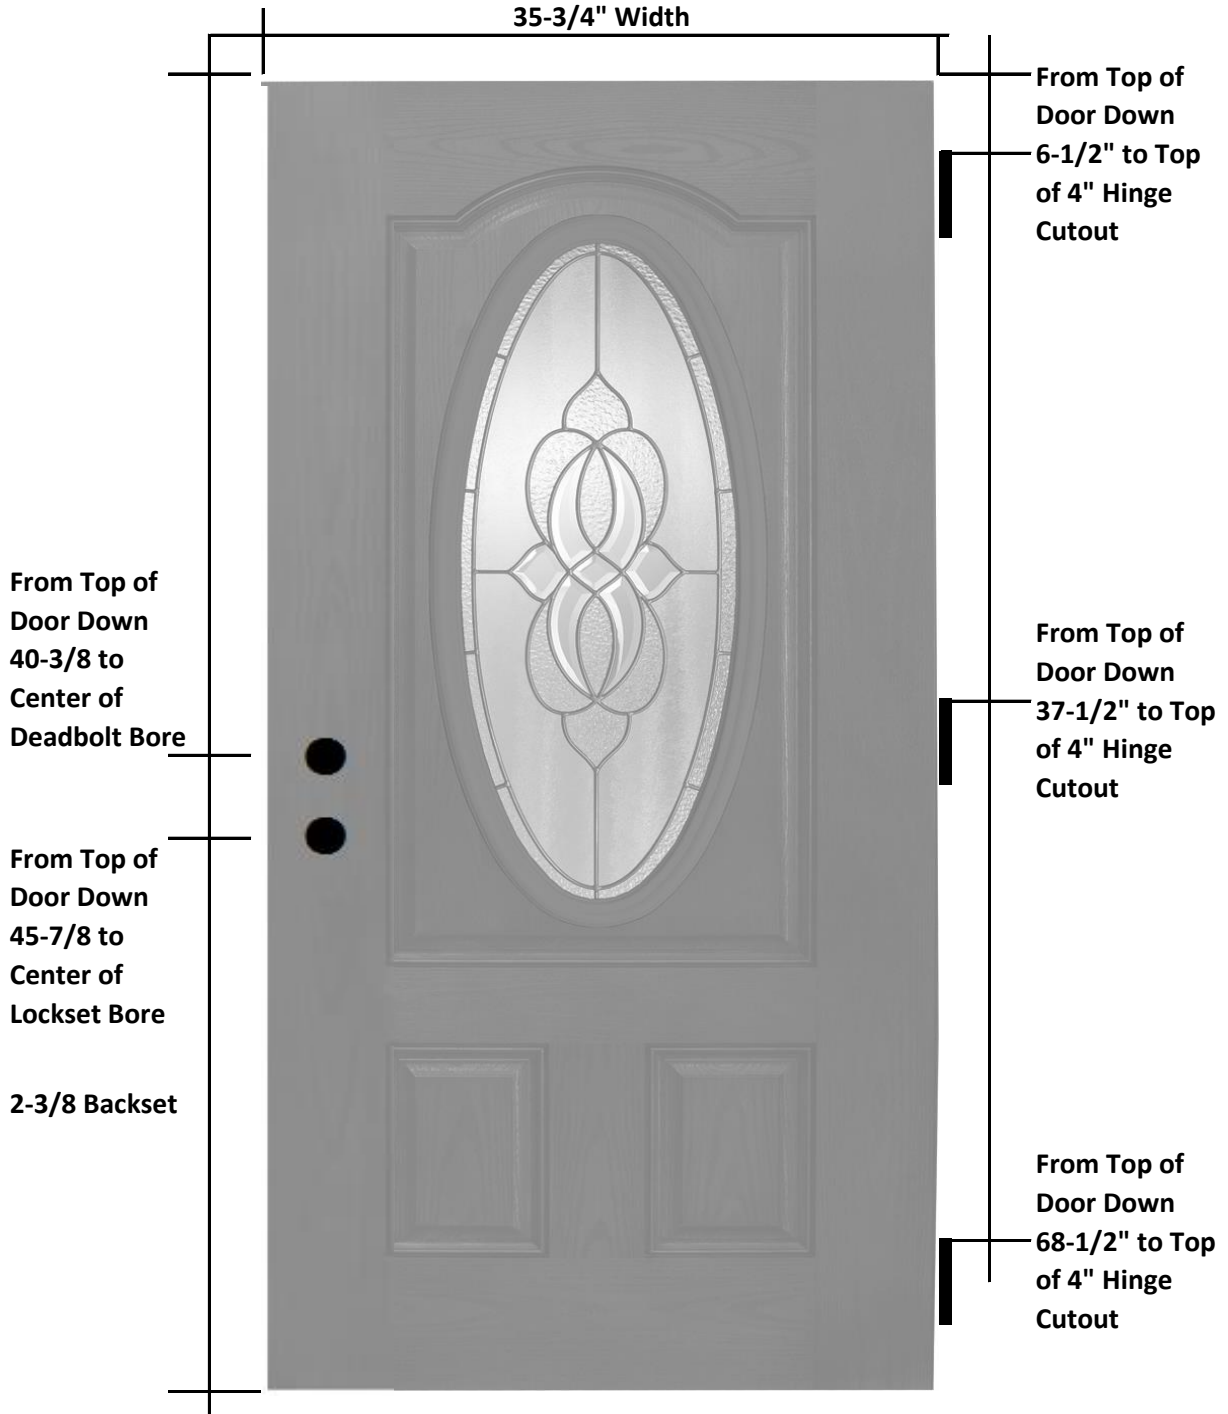 35-3/4" Width
From Top of
Door Down
6-1/2" to Top
of 4" Hinge
Cutout
From Top of
Door Down
40-3/8 to
Center of
Deadbolt Bore
From Top of
Door Down
37-1/2" to Top
of 4" Hinge
Cutout
From Top of
Door Down
45-7/8 to
Center of
Lockset Bore
2-3/8 Backset
From Top of
Door Down
68-1/2" to Top
of 4" Hinge
Cutout